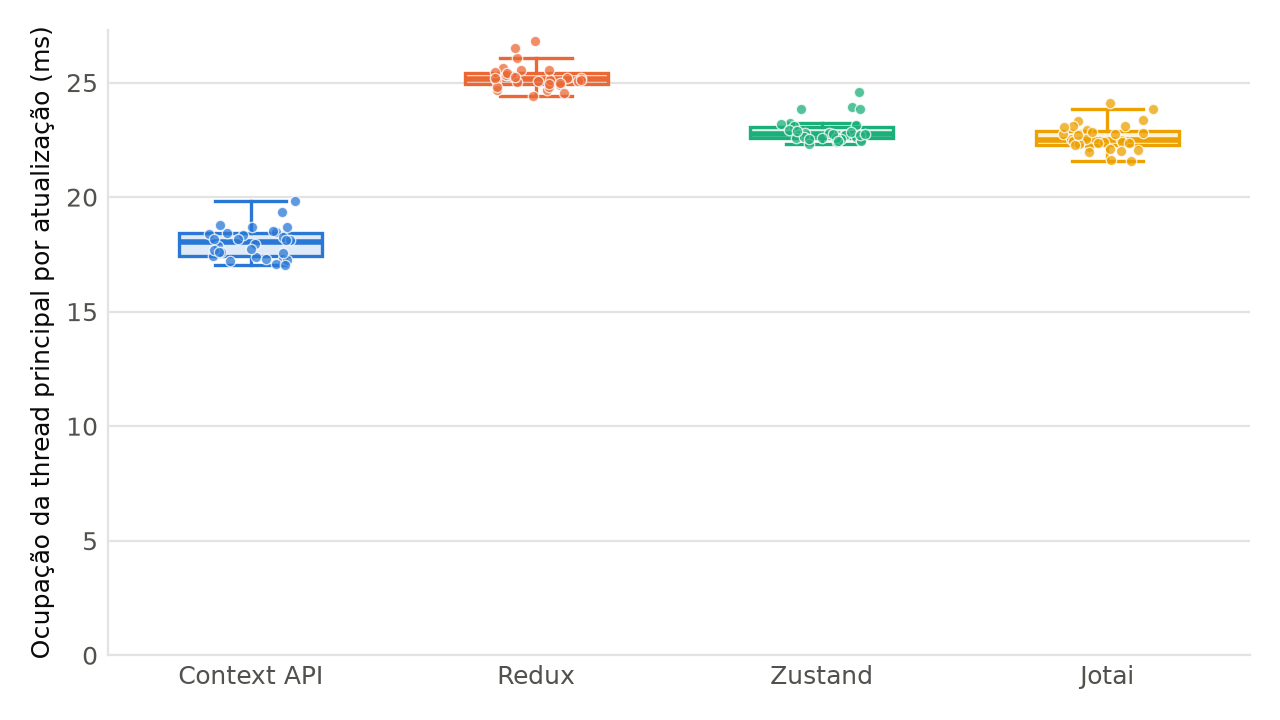 Ocupação da thread principal por atualização (ms)
25
20
15
10
5
0
Context API
Redux
Zustand
Jotai